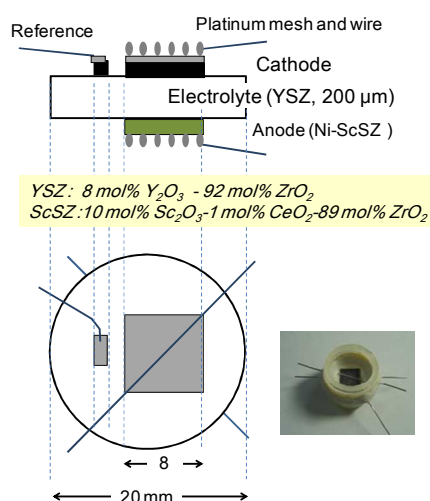 Reference
Platinum mesh and wire
Cathode
Electrolyte (YSZ, 200 µm)
Anode (Ni-ScSZ )
YSZ : 8 mol% Y₂O₃ - 92 mol% ZrO₂
ScSZ :10 mol% Sc₂O₃-1 mol% CeO₂-89 mol% ZrO₂
8
20 mm